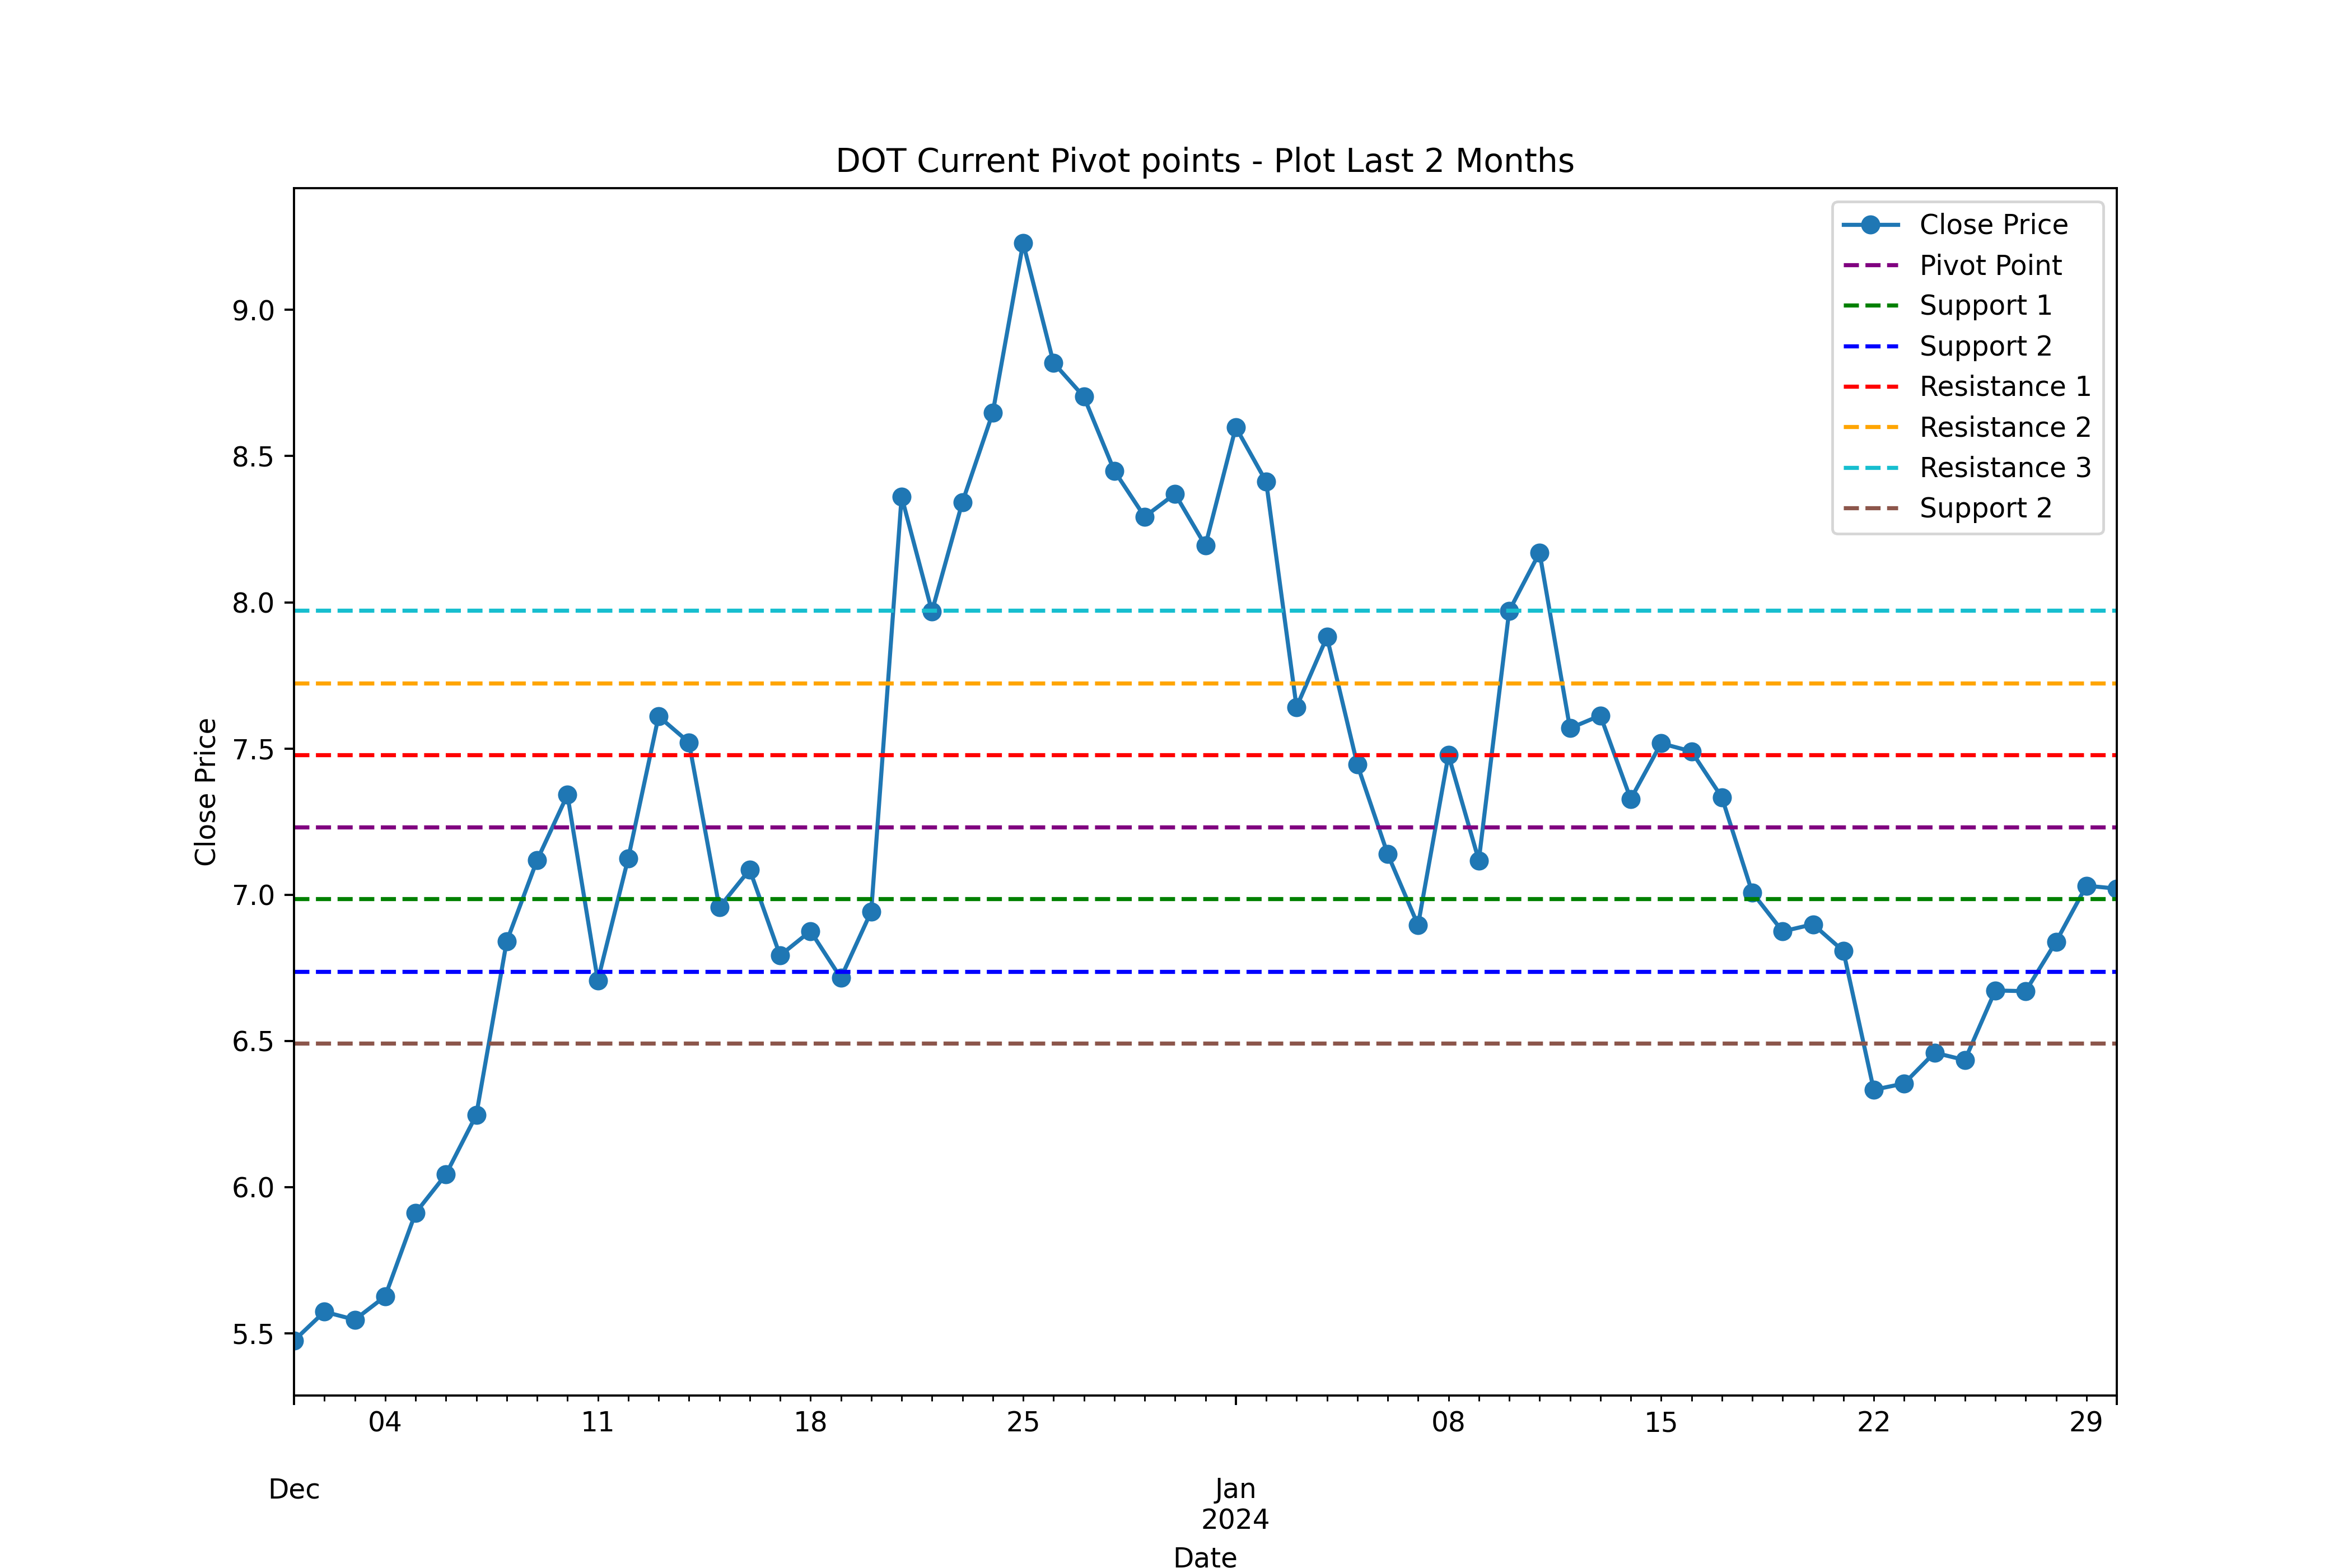 DOT Current Pivot points - Plot Last 2 Months
Close Price
Pivot Point
Support 1
Support 2
Resistance 1
Resistance 2
Resistance 3
Support 2
Close Price
9.0
8.5
8.0
7.5
7.0
6.5
6.0
5.5
04 11 18 25 08 15 22 29
Dec Jan
2024
Date